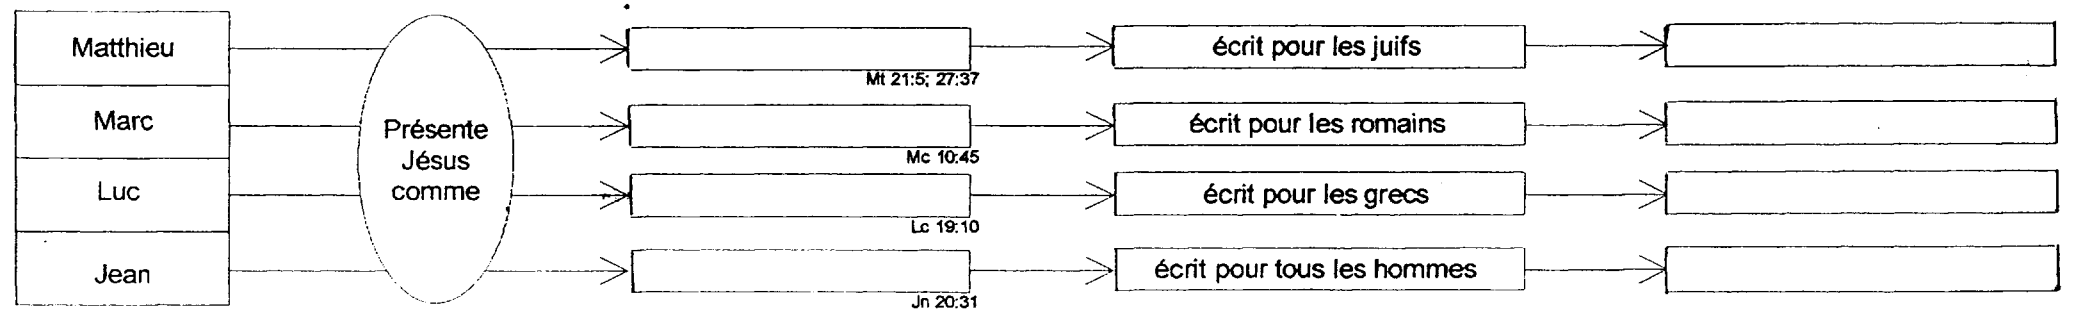 Matthieu
Marc
Luc
Jean
Présente
Jésus
comme
Mt 21:5; 27:37
Mc 10:45
Lc 19:10
Jn 20:31
écrit pour les juifs
écrit pour les romains
écrit pour les grecs
écrit pour tous les hommes